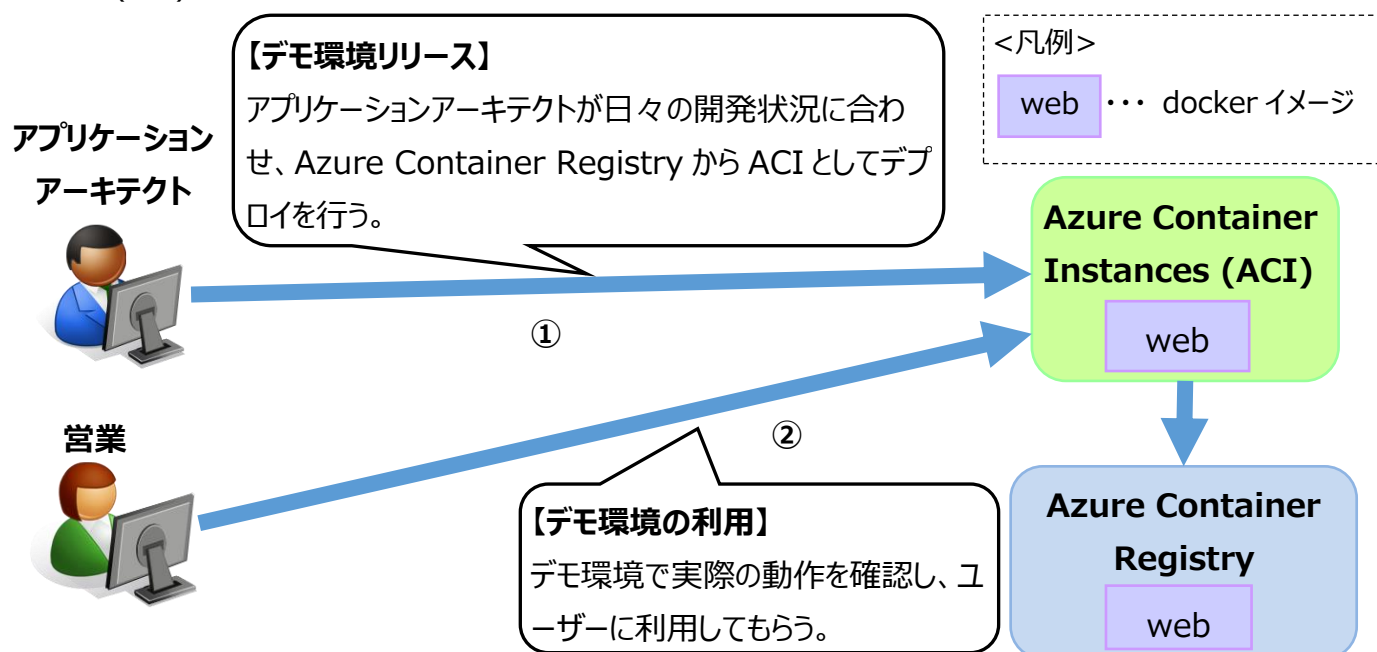 【デモ環境リリース】
アプリケーションアーキテクトが日々の開発状況に合わ
せ、Azure Container Registry から ACI としてデプ
ロイを行う。
<凡例>
web ・・・ docker イメージ
アプリケーション
アーキテクト
①
Azure Container
Instances (ACI)
web
営業
②
【デモ環境の利用】
デモ環境で実際の動作を確認し、ユ
ーザーに利用してもらう。
Azure Container
Registry
web